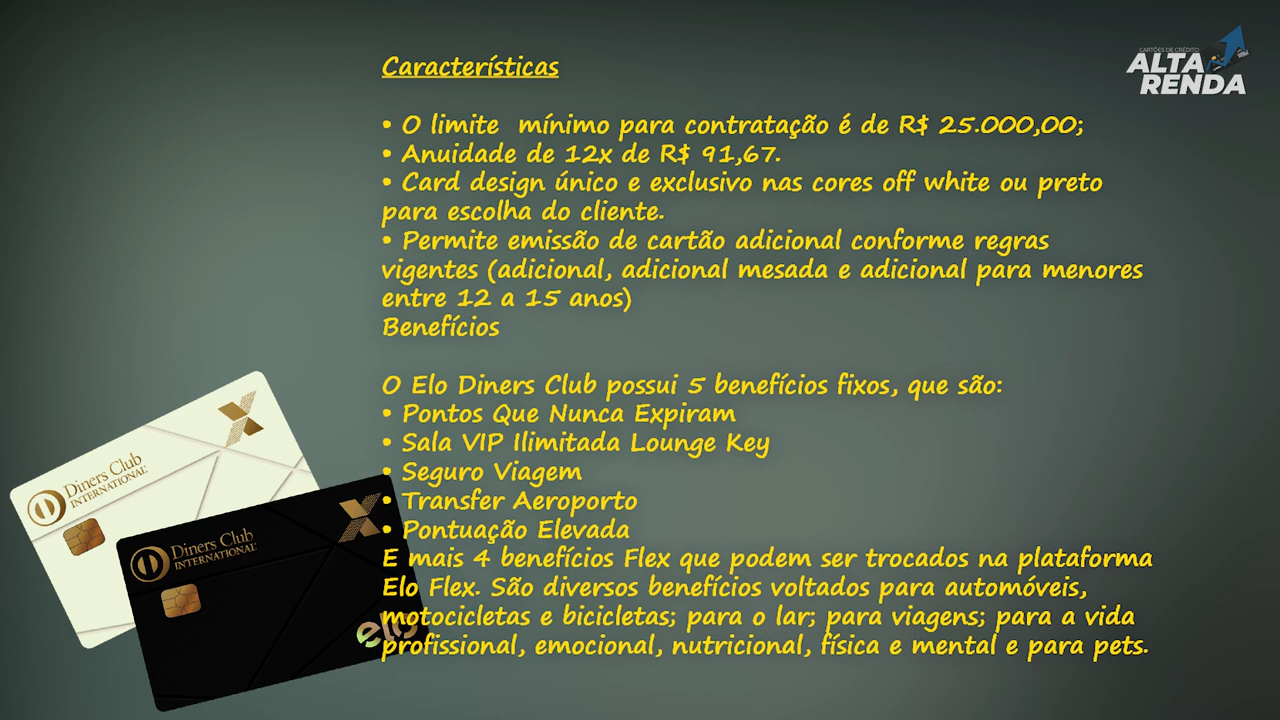 CARTÕES DE CRÉDITO
ALTA
RENDA
Características
• O limite  mínimo para contratação é de R$ 25.000,00;
• Anuidade de 12x de R$ 91,67.
• Card design único e exclusivo nas cores off white ou preto
para escolha do cliente.
• Permite emissão de cartão adicional conforme regras
vigentes (adicional, adicional mesada e adicional para menores
entre 12 a 15 anos)
Benefícios
O Elo Diners Club possui 5 benefícios fixos, que são:
• Pontos Que Nunca Expiram
• Sala VIP Ilimitada Lounge Key
• Seguro Viagem
• Transfer Aeroporto
• Pontuação Elevada
E mais 4 benefícios Flex que podem ser trocados na plataforma
Elo Flex. São diversos benefícios voltados para automóveis,
motocicletas e bicicletas; para o lar; para viagens; para a vida
profissional, emocional, nutricional, física e mental e para pets.
Diners Club
INTERNATIONAL
Diners Club
INTERNATIONAL
elo